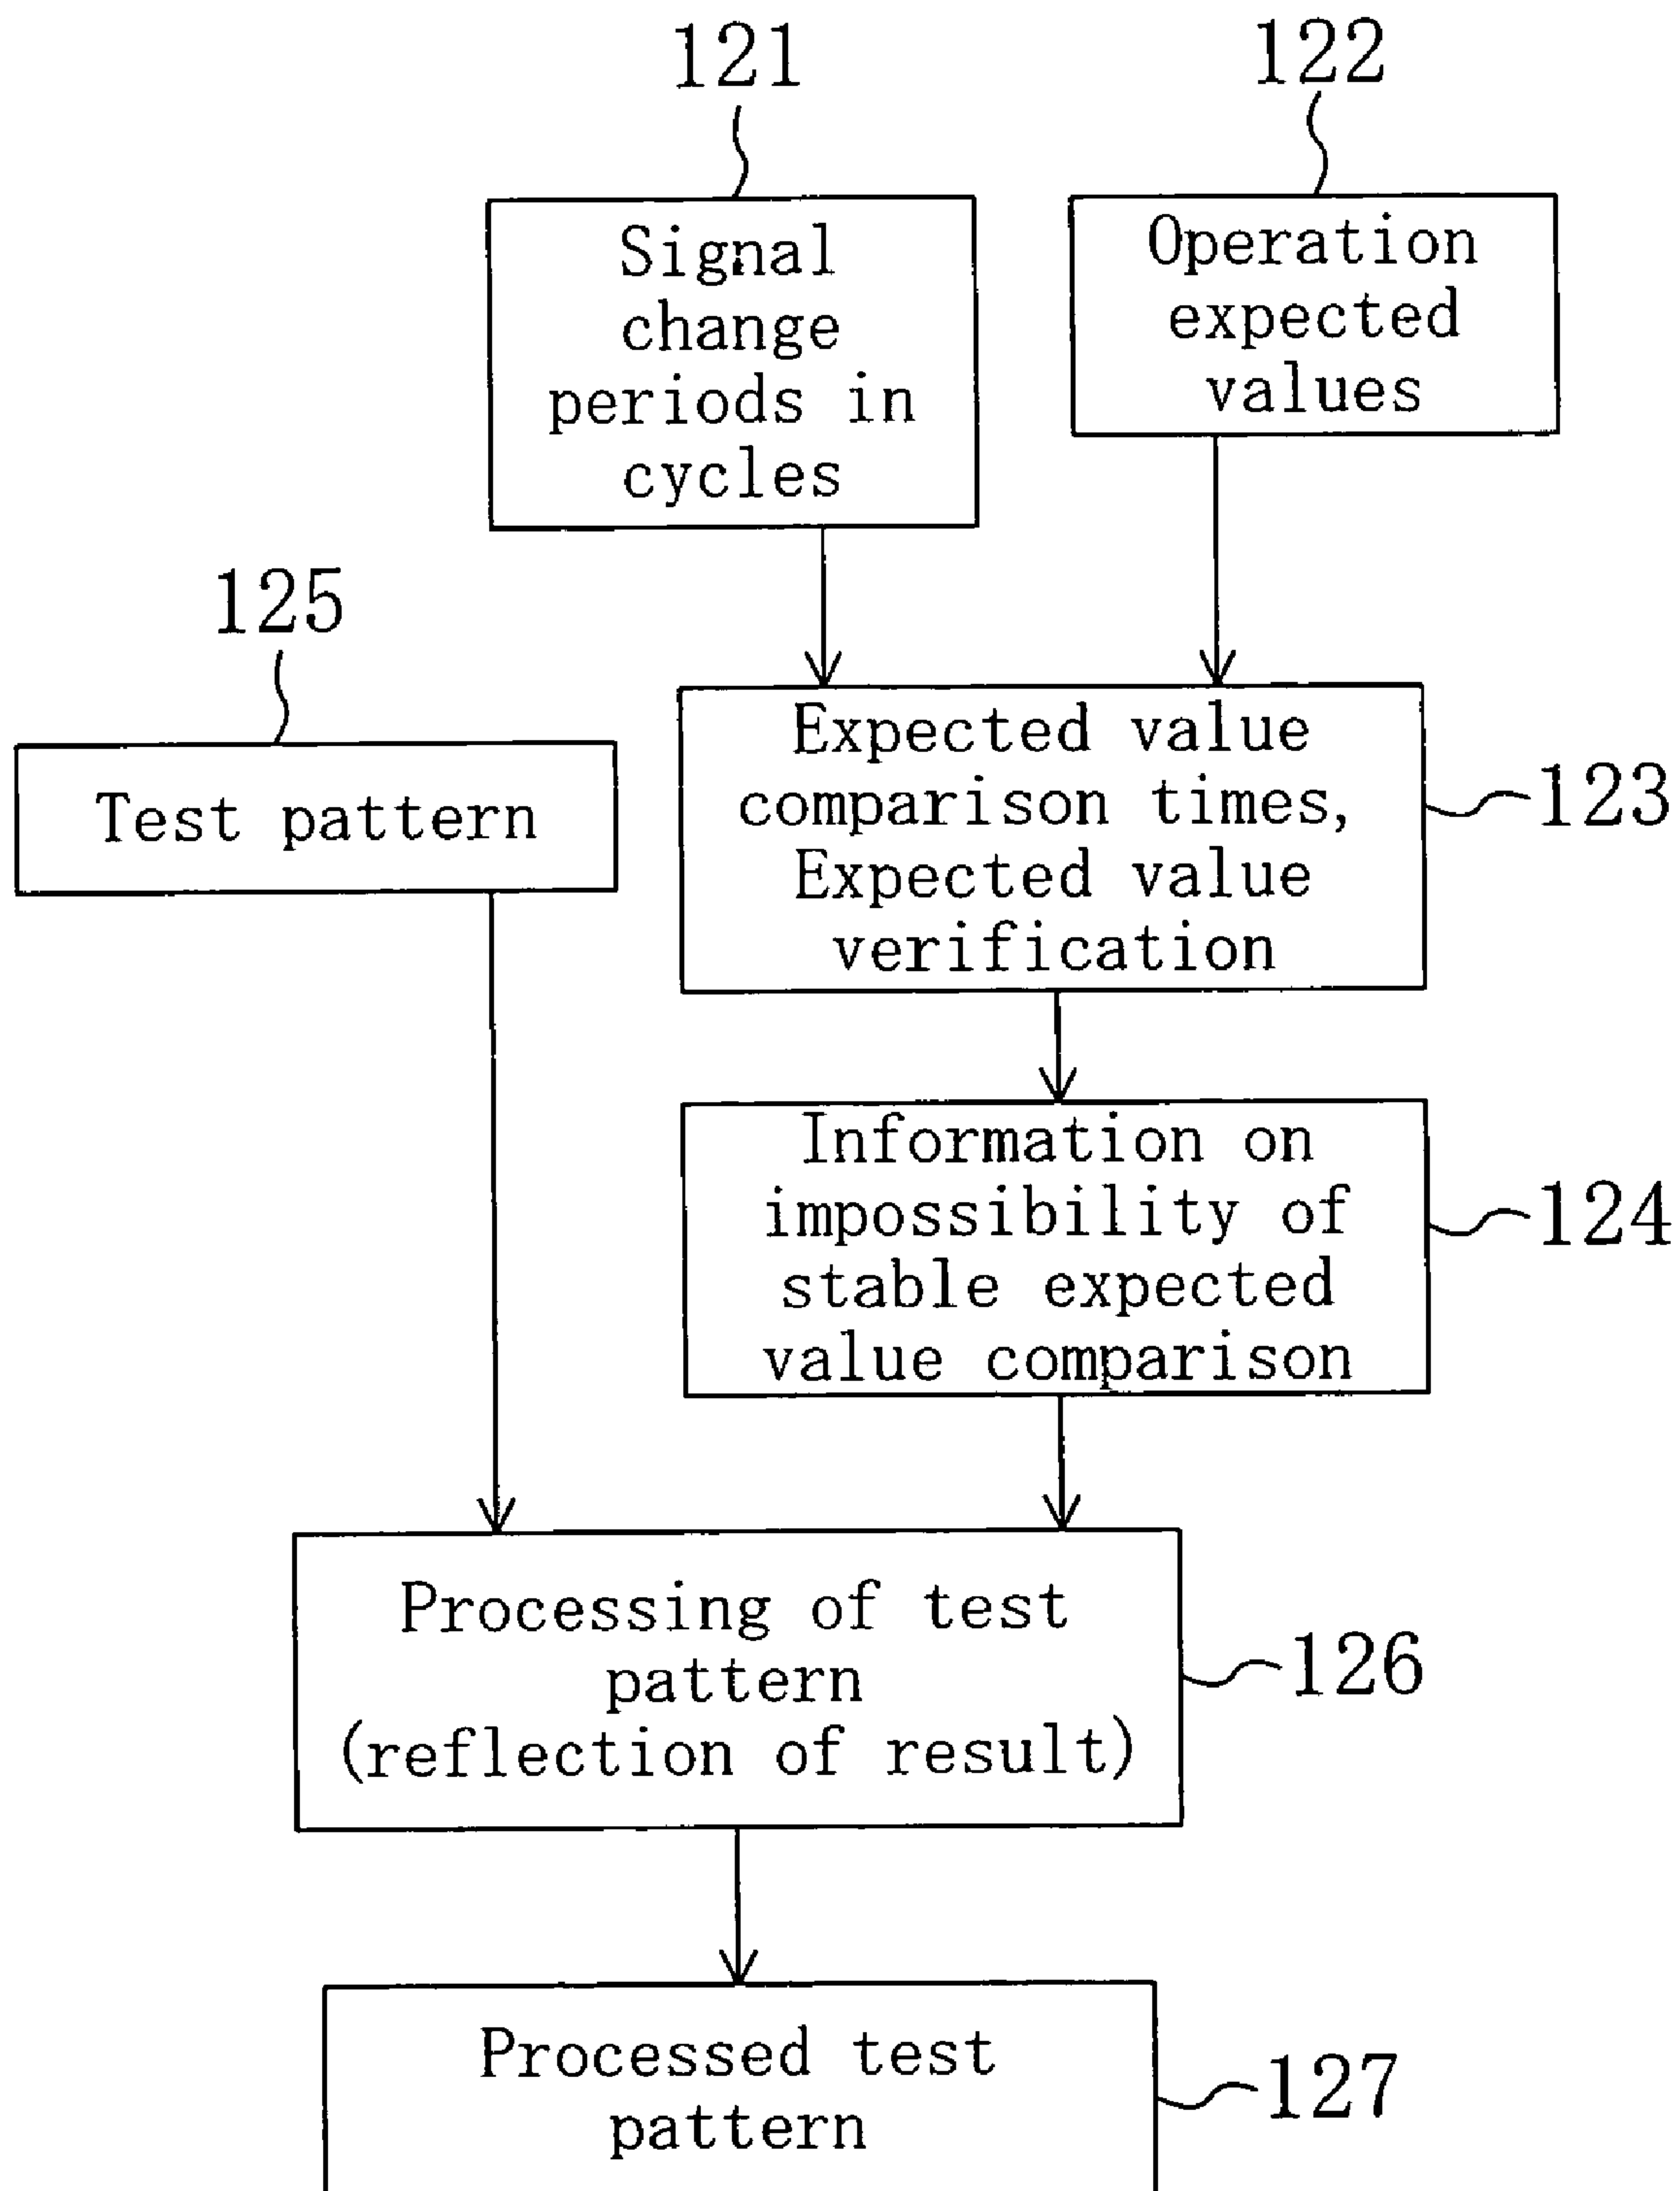 121
122
Signal
change
periods in
cycles
Operation
expected
values
125
Test pattern
Expected value
comparison times,
Expected value
verification
123
Information on
impossibility of
stable expected
value comparison
124
Processing of test
pattern
(reflection of result)
126
Processed test
pattern
127